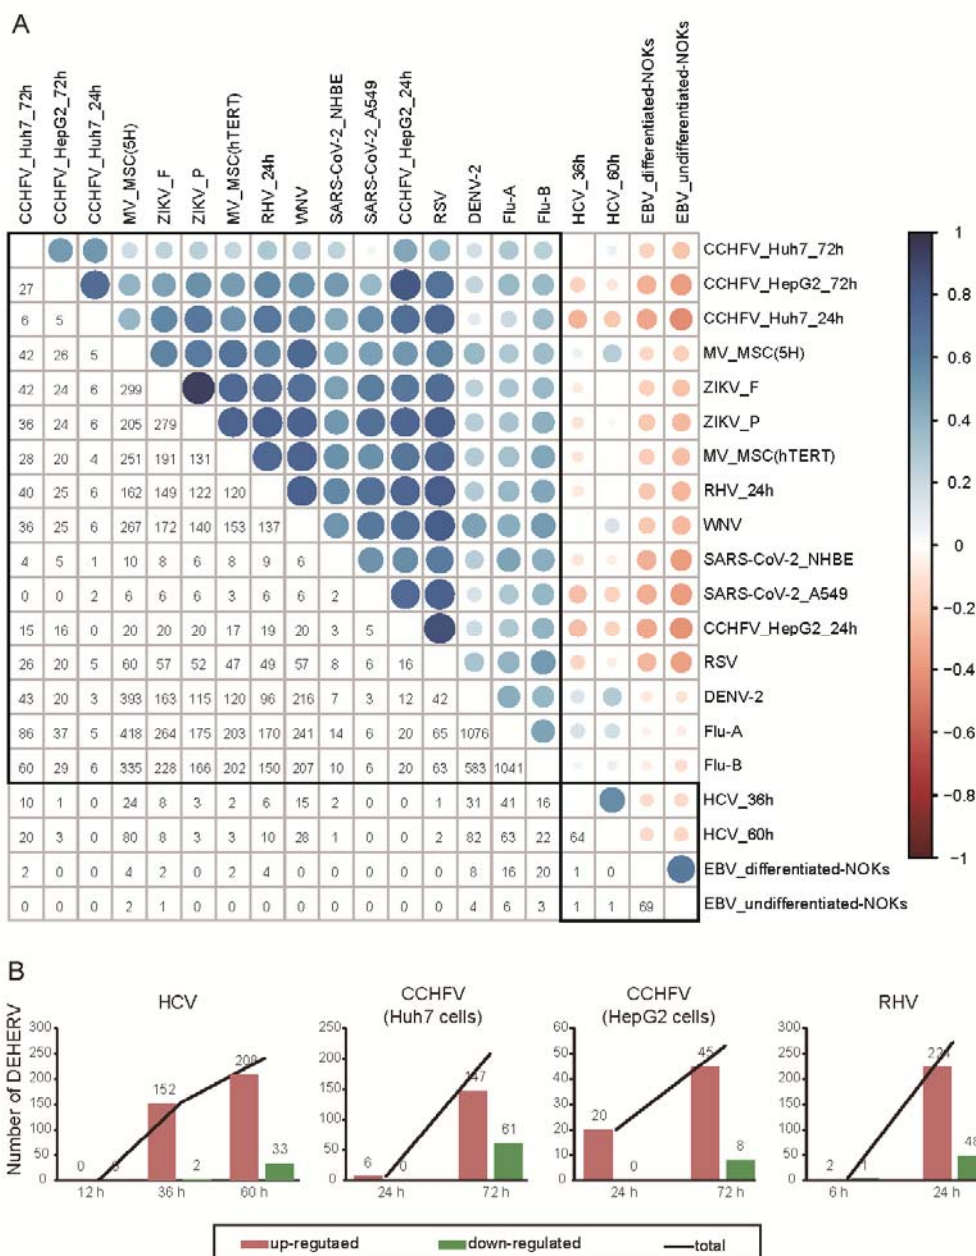 A
CCHFV_Huh7_72h
CCHFV_HepG2_72h
CCHFV_Huh7_24h
MV_MSC(5H)
ZIKV_F
ZIKV_P
MV_MSC(hTERT)
RHV_24h
WNV
SARS-CoV-2_NHBE
SARS-CoV-2_A549
CCHFV_HepG2_24h
RSV
DENV-2
Flu-A
Flu-B
HCV_36h
HCV_60h
EBV_differentiated-NOKs
EBV_undifferentiated-NOKs
CCHFV_Huh7_72h
27 CCHFV_HepG2_72h
6 5 CCHFV_Huh7_24h
42 26 5 MV_MSC(5H)
42 24 6 299 ZIKV_F
36 24 6 205 279 ZIKV_P
28 20 4 251 191 131 MV_MSC(hTERT)
40 25 6 162 149 122 120 RHV_24h
36 25 6 267 172 140 153 137 WNV
4 5 1 10 8 6 8 9 6 SARS-CoV-2_NHBE
0 0 2 6 6 6 3 6 6 2 SARS-CoV-2_A549
15 16 0 20 20 20 17 19 20 3 5 CCHFV_HepG2_24h
26 20 5 60 57 52 47 49 57 8 6 16 RSV
43 20 3 393 163 115 120 96 216 7 3 12 42 DENV-2
86 37 5 418 264 175 203 170 241 14 6 20 65 1076 Flu-A
60 29 6 335 228 166 202 150 207 10 6 20 63 583 1041 Flu-B
10 1 0 24 8 3 2 6 15 2 0 0 1 31 41 16 HCV_36h
20 3 0 80 8 3 3 10 28 1 0 0 2 82 63 22 64 HCV_60h
2 0 0 4 2 0 2 4 0 0 0 0 0 8 16 20 1 0 EBV_differentiated-NOKs
0 0 0 2 1 0 0 0 0 0 0 0 0 4 6 3 1 1 69 EBV_undifferentiated-NOKs
1
0.8
0.6
0.4
0.2
0
−0.2
−0.4
−0.6
−0.8
−1
B
Number of DEHERV
HCV
300
250
200
150
100
50
0
0 152 2 208 33
12 h 36 h 60 h
CCHFV
(Huh7 cells)
250
200
150
100
50
0
6 0 147 61
24 h 72 h
CCHFV
(HepG2 cells)
60
50
40
30
20
10
0
20 0 45 8
24 h 72 h
RHV
300
250
200
150
100
50
0
2 1 48
6 h 24 h
up-regutaed down-regulated total